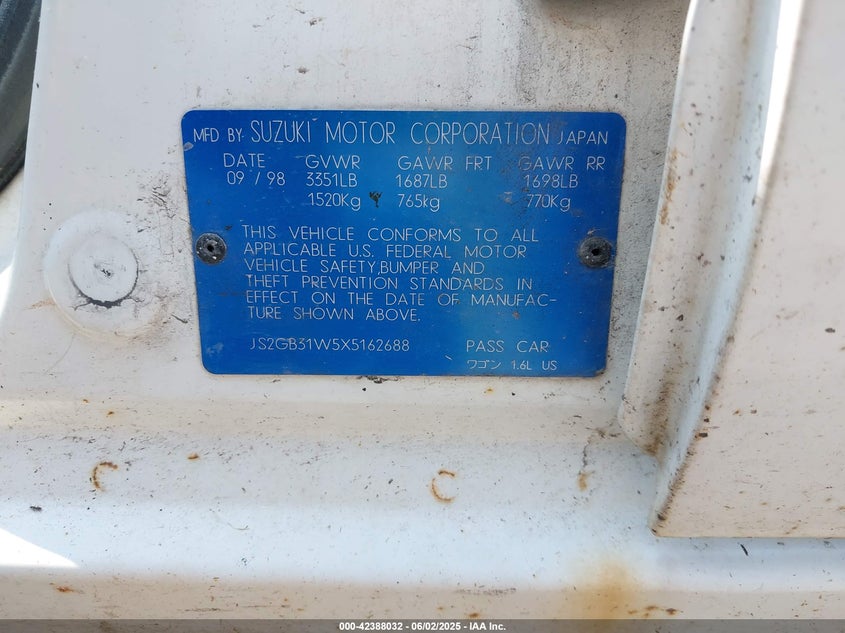 MFD BY SUZUKI MOTOR CORPORATION JAPAN
DATE GVWR GAWR FRT GAWR RR
09 / 98 3351LB 1687LB 1698LB
1520Kg 765kg 770Kg
THIS VEHICLE CONFORMS TO ALL
APPLICABLE U.S. FEDERAL MOTOR
VEHICLE SAFETY,BUMPER AND
THEFT PREVENTION STANDARDS IN
EFFECT ON THE DATE OF MANUFAC-
TURE SHOWN ABOVE.
JS2GB31W5X5162688 PASS CAR
ワゴン 1.6L US
000-42388032 - 06/02/2025 - IAA Inc.